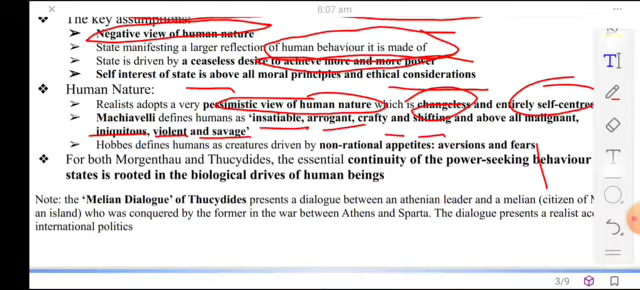 8:07 am
The key assumptions:
Negative view of human nature
State manifesting a larger reflection of human behaviour it is made of
State is driven by a ceaseless desire to achieve more and more power
Self interest of state is above all moral principles and ethical considerations
Human Nature:
Realists adopts a very pessimistic view of human nature which is changeless and entirely self-centre
Machiavelli defines humans as ‘insatiable, arrogant, crafty and shifting and above all malignant,
iniquitous, violent and savage’
Hobbes defines humans as creatures driven by non-rational appetites: aversions and fears
For both Morgenthau and Thucydides, the essential continuity of the power-seeking behaviour
states is rooted in the biological drives of human beings
Note: the ‘Melian Dialogue’ of Thucydides presents a dialogue between an athenian leader and a melian (citizen of M
an island) who was conquered by the former in the war between Athens and Sparta. The dialogue presents a realist acc
international politics
3/9